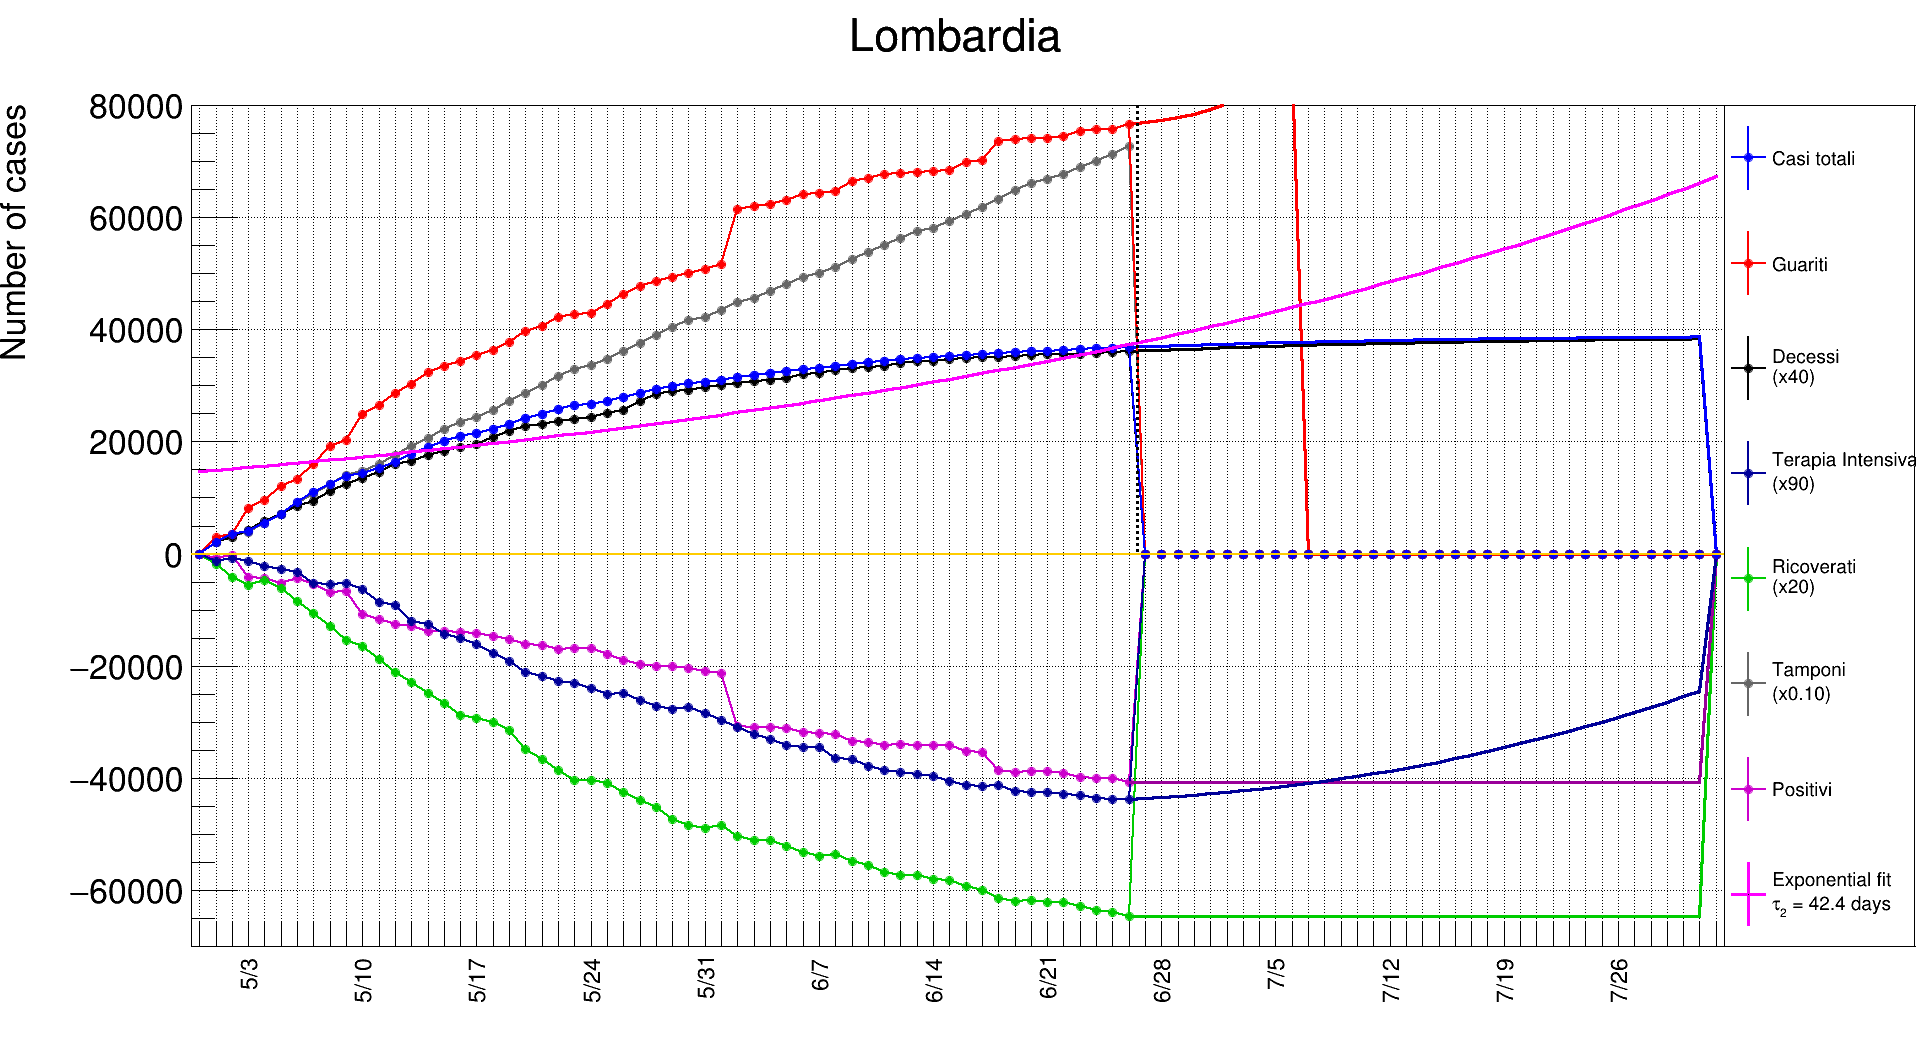 Lombardia
Number of cases
80000
60000
40000
20000
0
−20000
−40000
−60000
5/3
5/10
5/17
5/24
5/31
6/7
6/14
6/21
6/28
7/5
7/12
7/19
7/26
Casi totali
Guariti
Decessi
(x40)
Terapia Intensiva
(x90)
Ricoverati
(x20)
Tamponi
(x0.10)
Positivi
Exponential fit
τ₂ = 42.4 days